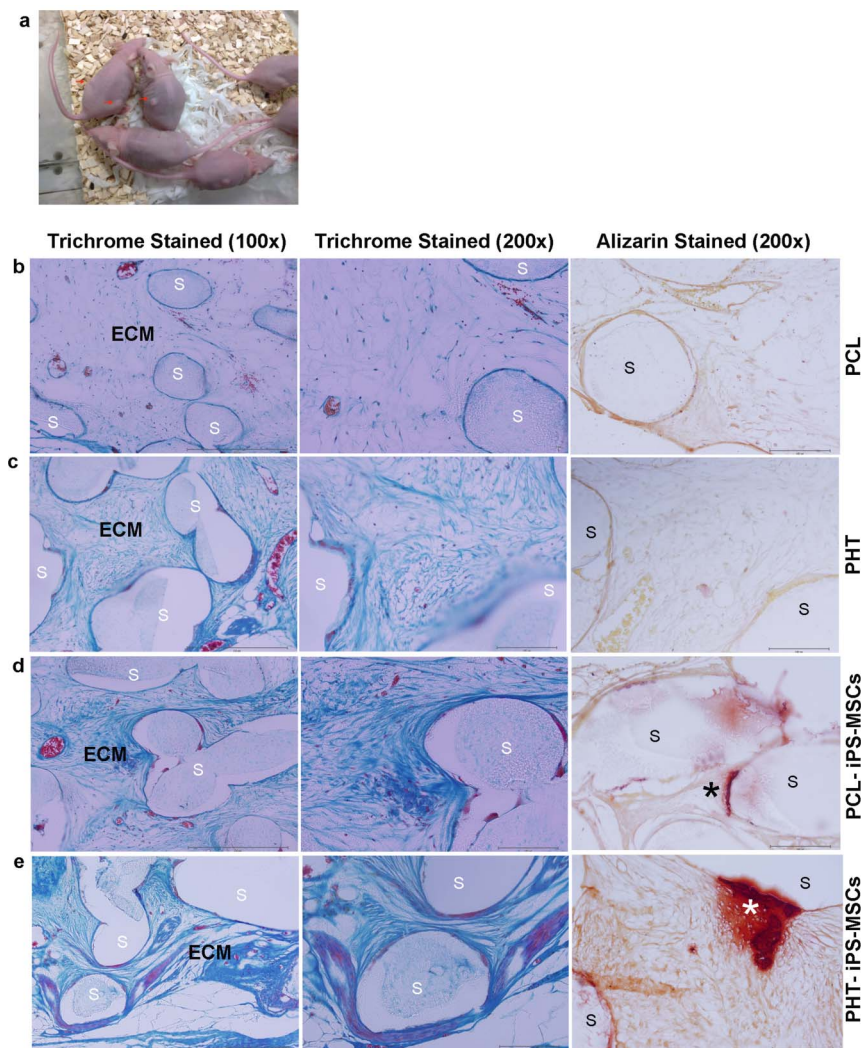 a
Trichrome Stained (100x) Trichrome Stained (200x) Alizarin Stained (200x)
b
S
ECM
S
S
S
S
S
S
PCL
c
S
ECM
S
S
S
S
S
S
PHT
d
S
ECM
S
S
S
S
*
PCL- iPS-MSCs
e
S
S
ECM
S
S
S
S
*
S
PHT- iPS-MSCs